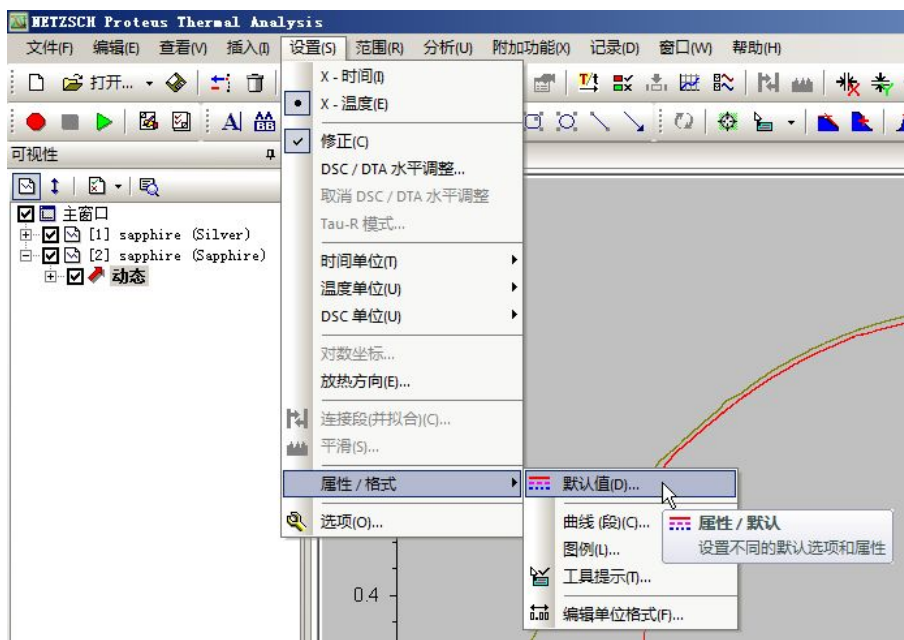 NETZSCH Proteus Thermal Analysis
文件(F) 编辑(E) 查看(V) 插入(I) 设置(S) 范围(R) 分析(U) 附加功能(X) 记录(D) 窗口(W) 帮助(H)
打开...
X - 时间(I)
X - 温度(E)
可视性
修正(C)
DSC / DTA 水平调整...
取消 DSC / DTA 水平调整
Tau-R 模式...
主窗口
[1] sapphire (Silver)
[2] sapphire (Sapphire)
动态
时间单位(T)
温度单位(U)
DSC 单位(U)
对数坐标...
放热方向(E)...
连接段(并拟合)(C)...
平滑(S)...
属性 / 格式
默认值(D)...
选项(O)...
曲线 (段)(C)...
图例(L)...
工具提示(T)...
编辑单位格式(F)...
属性 / 默认
设置不同的默认选项和属性
0.4